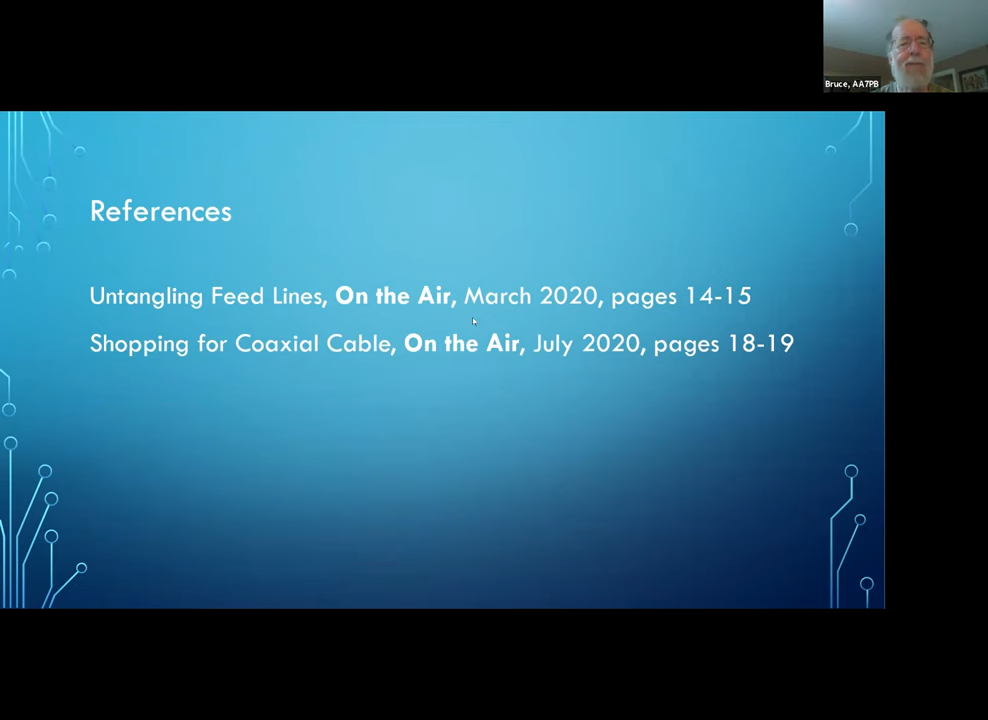 Bruce, AA7PB
References
Untangling Feed Lines, On the Air, March 2020, pages 14-15
Shopping for Coaxial Cable, On the Air, July 2020, pages 18-19